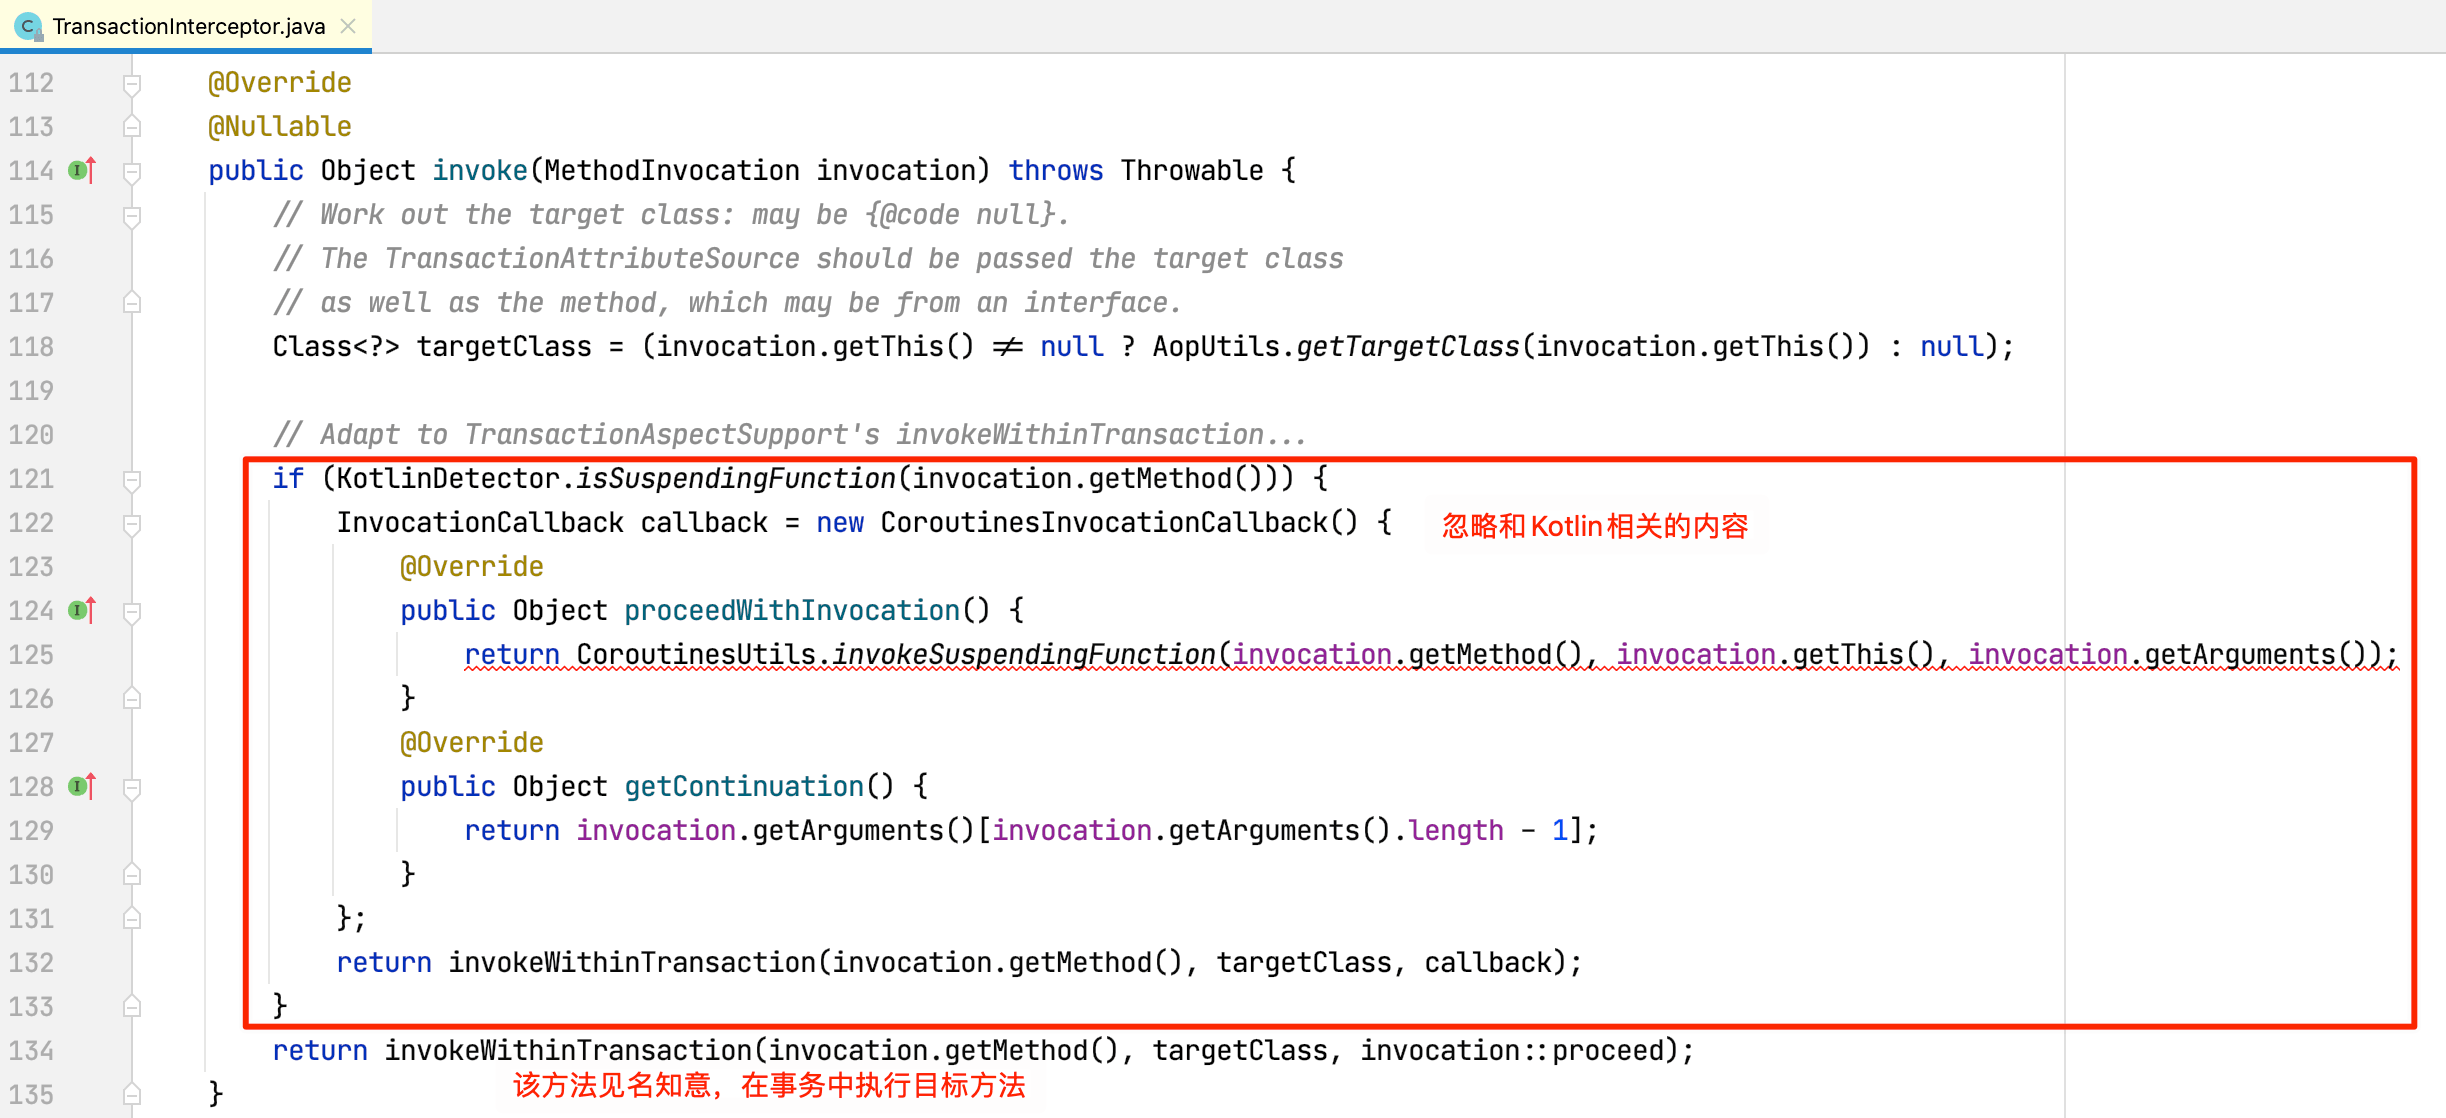 TransactionInterceptor.java
112 @Override
113 @Nullable
114 public Object invoke(MethodInvocation invocation) throws Throwable {
115 // Work out the target class: may be {@code null}.
116 // The TransactionAttributeSource should be passed the target class
117 // as well as the method, which may be from an interface.
118 Class<?> targetClass = (invocation.getThis() ≠ null ? AopUtils.getTargetClass(invocation.getThis()) : null);
119
120 // Adapt to TransactionAspectSupport's invokeWithinTransaction...
121 if (KotlinDetector.isSuspendingFunction(invocation.getMethod())) {
122 InvocationCallback callback = new CoroutinesInvocationCallback() { 忽略和Kotlin相关的内容
123 @Override
124 public Object proceedWithInvocation() {
125 return CoroutinesUtils.invokeSuspendingFunction(invocation.getMethod(), invocation.getThis(), invocation.getArguments());
126 }
127 @Override
128 public Object getContinuation() {
129 return invocation.getArguments()[invocation.getArguments().length - 1];
130 }
131 };
132 return invokeWithinTransaction(invocation.getMethod(), targetClass, callback);
133 }
134 return invokeWithinTransaction(invocation.getMethod(), targetClass, invocation::proceed);
该方法见名知意，在事务中执行目标方法
135 }